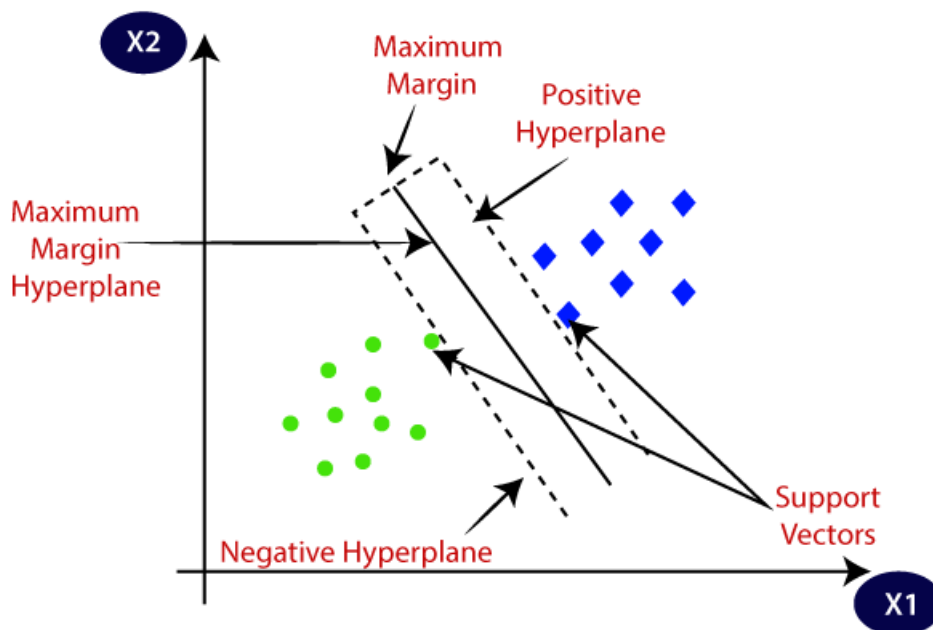 X2
Maximum
Margin
Positive
Hyperplane
Maximum
Margin
Hyperplane
Support
Vectors
Negative Hyperplane
X1